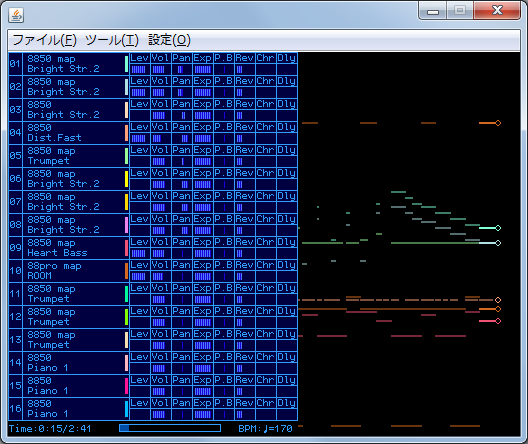 ファイル(F) ツール(T) 設定(O)
01 8850 map Lev Vol Pan Exp P.B Rev Chr Dly
Bright Str.2
02 8850 map Lev Vol Pan Exp P.B Rev Chr Dly
Bright Str.2
03 8850 Lev Vol Pan Exp P.B Rev Chr Dly
Bright Str.2
04 8850 Lev Vol Pan Exp P.B Rev Chr Dly
Dist.Fast
05 8850 map Lev Vol Pan Exp P.B Rev Chr Dly
Trumpet
06 8850 map Lev Vol Pan Exp P.B Rev Chr Dly
Bright Str.2
07 8850 map Lev Vol Pan Exp P.B Rev Chr Dly
Bright Str.2
08 8850 map Lev Vol Pan Exp P.B Rev Chr Dly
Bright Str.2
09 8850 map Lev Vol Pan Exp P.B Rev Chr Dly
Heart Bass
10 88pro map Lev Vol Pan Exp P.B Rev Chr Dly
ROOM
11 8850 map Lev Vol Pan Exp P.B Rev Chr Dly
Trumpet
12 8850 map Lev Vol Pan Exp P.B Rev Chr Dly
Trumpet
13 8850 map Lev Vol Pan Exp P.B Rev Chr Dly
Trumpet
14 8850 Lev Vol Pan Exp P.B Rev Chr Dly
Piano 1
15 8850 Lev Vol Pan Exp P.B Rev Chr Dly
Piano 1
16 8850 Lev Vol Pan Exp P.B Rev Chr Dly
Piano 1
Time:0:15/2:41 BPM:♩=170